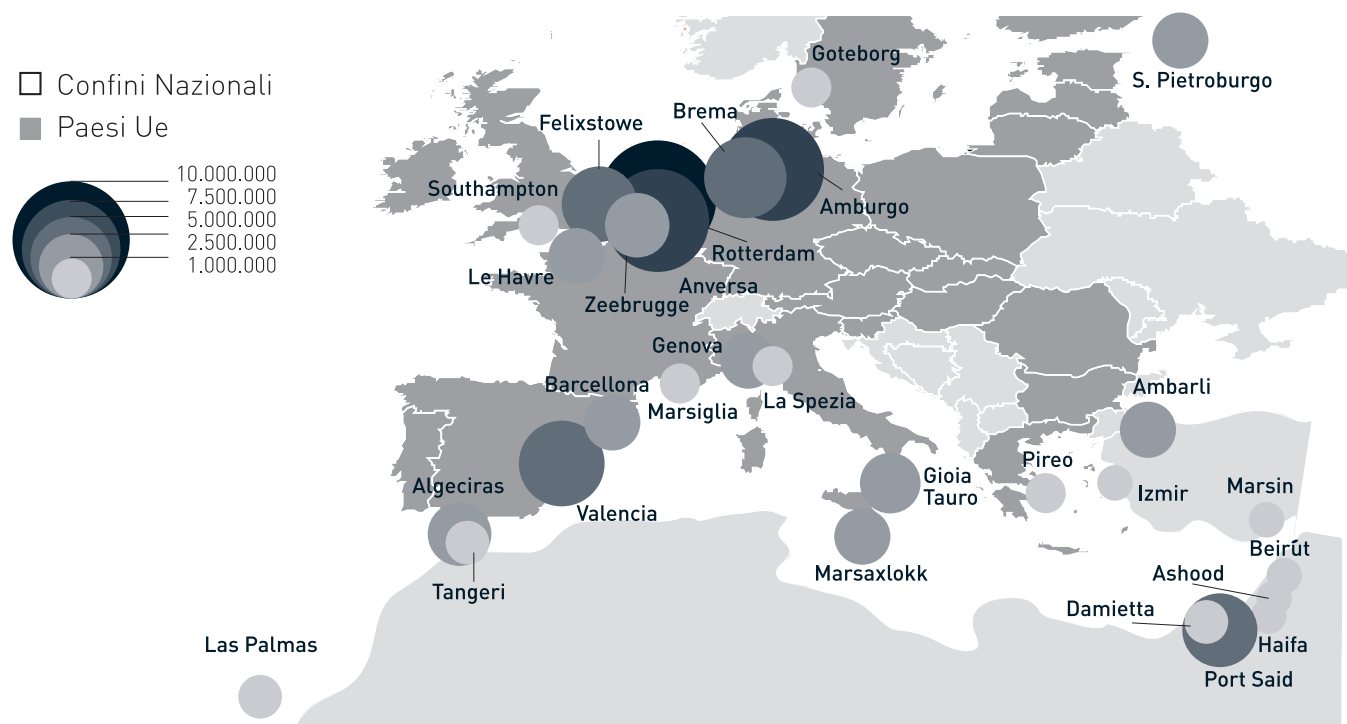 Confini Nazionali
Paesi Ue
10.000.000
7.500.000
5.000.000
2.500.000
1.000.000
Goteborg
S. Pietroburgo
Brema
Felixstowe
Southampton
Amburgo
Rotterdam
Le Havre
Anversa
Zeebrugge
Genova
Barcellona
Marsiglia
La Spezia
Ambarli
Algeciras
Valencia
Gioia
Tauro
Pireo
Izmir
Marsin
Beirút
Marsaxlokk
Ashood
Tangeri
Damietta
Las Palmas
Haifa
Port Said